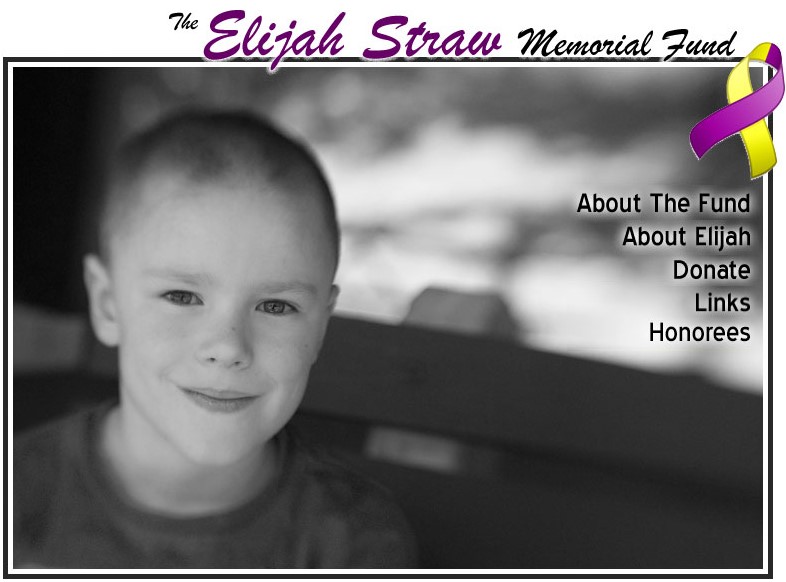 The Elijah Straw Memorial Fund
About The Fund
About Elijah
Donate
Links
Honorees